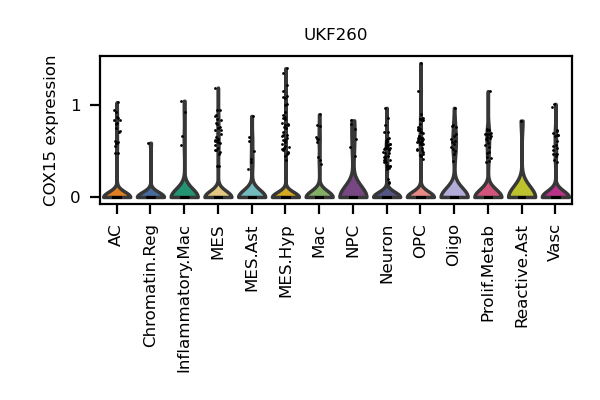 UKF260
COX15 expression
1
0
AC
Chromatin.Reg
Inflammatory.Mac
MES
MES.Ast
MES.Hyp
Mac
NPC
Neuron
OPC
Oligo
Prolif.Metab
Reactive.Ast
Vasc